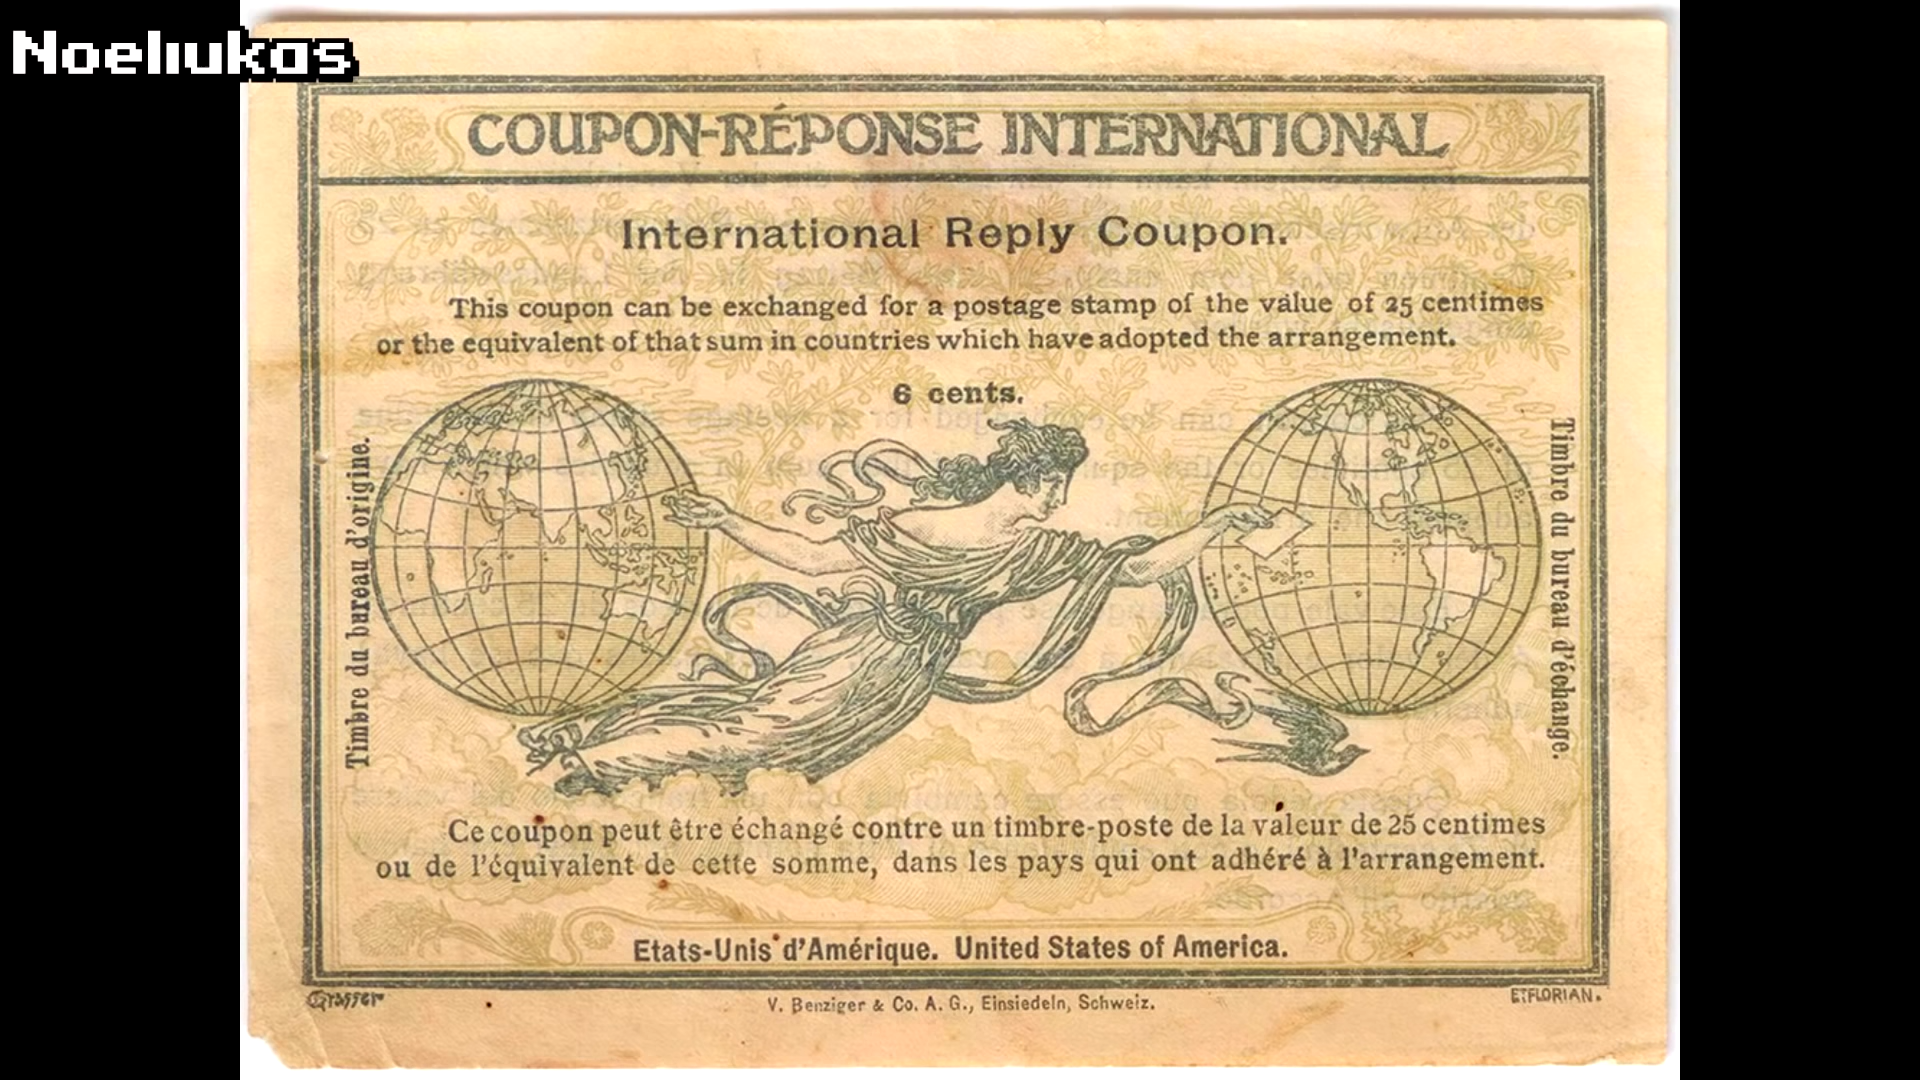 Noeliukas
COUPON-RÉPONSE INTERNATIONAL
International Reply Coupon.
This coupon can be exchanged for a postage stamp of the value of 25 centimes
or the equivalent of that sum in countries which have adopted the arrangement.
6 cents.
Timbre du bureau d'origine.
Timbre du bureau d'échange.
Ce coupon peut être échangé contre un timbre-poste de la valeur de 25 centimes
ou de l'équivalent de cette somme, dans les pays qui ont adhéré à l'arrangement.
Etats-Unis d'Amérique. United States of America.
V. Benziger & Co. A. G., Einsiedeln, Schweiz.
E. FLORIAN.